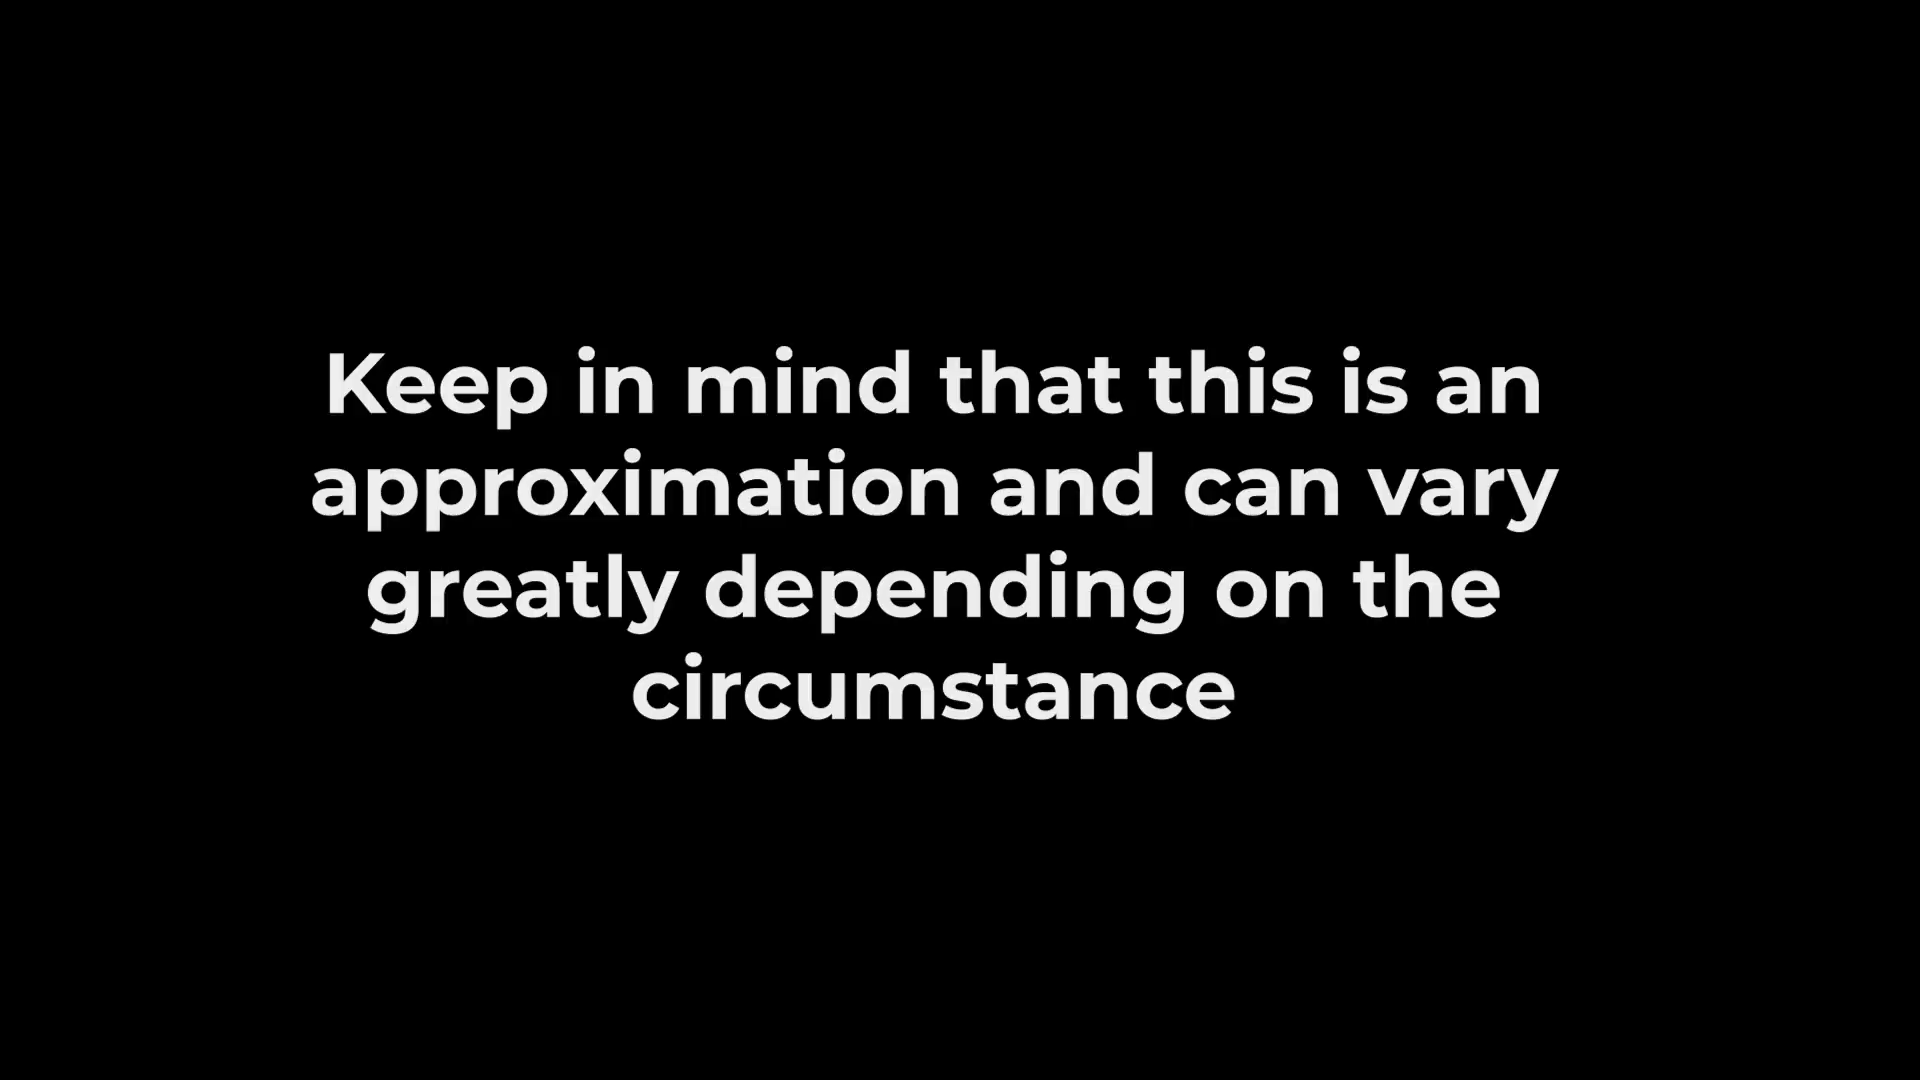 Keep in mind that this is an
approximation and can vary
greatly depending on the
circumstance